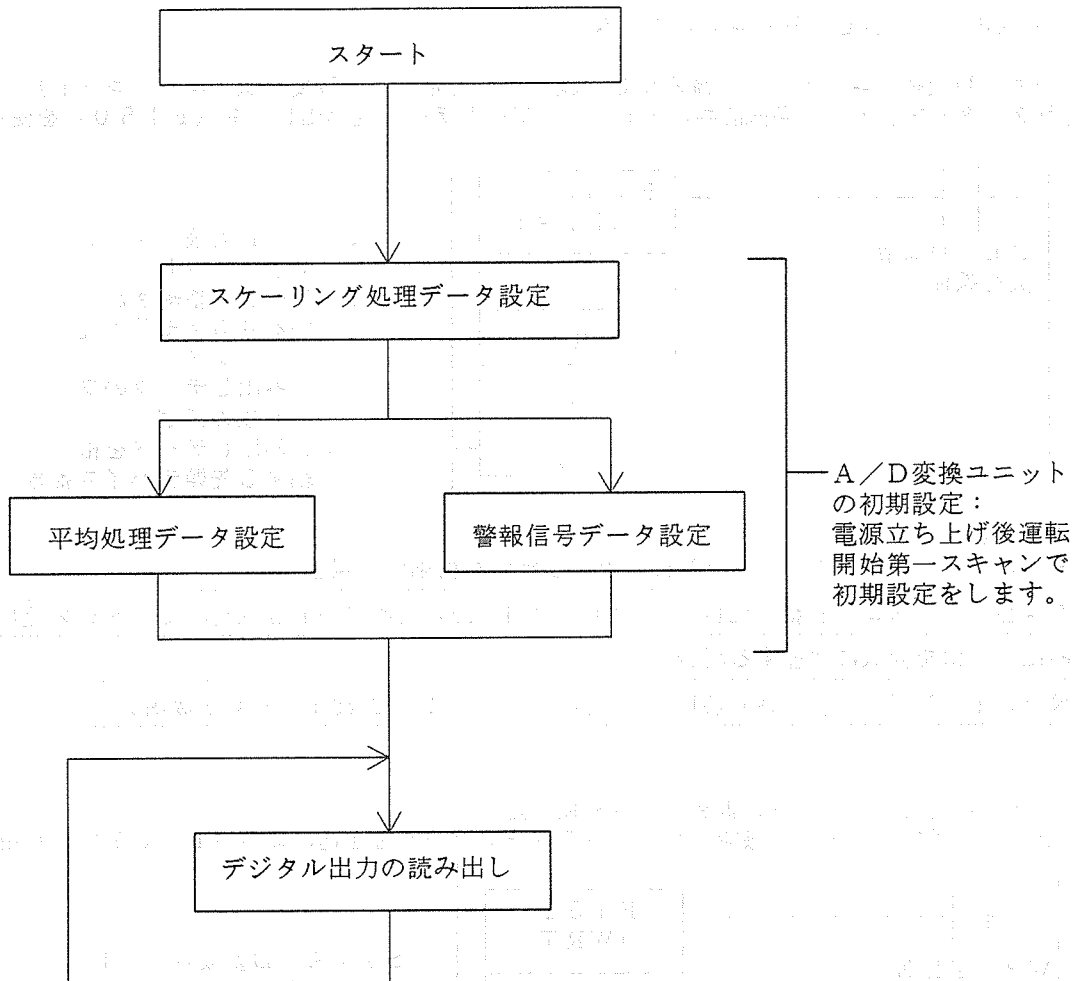 スタート
スケーリング処理データ設定
平均処理データ設定
警報信号データ設定
A/D変換ユニット
の初期設定:
電源立ち上げ後運転
開始第一スキャンで
初期設定をします。
デジタル出力の読み出し